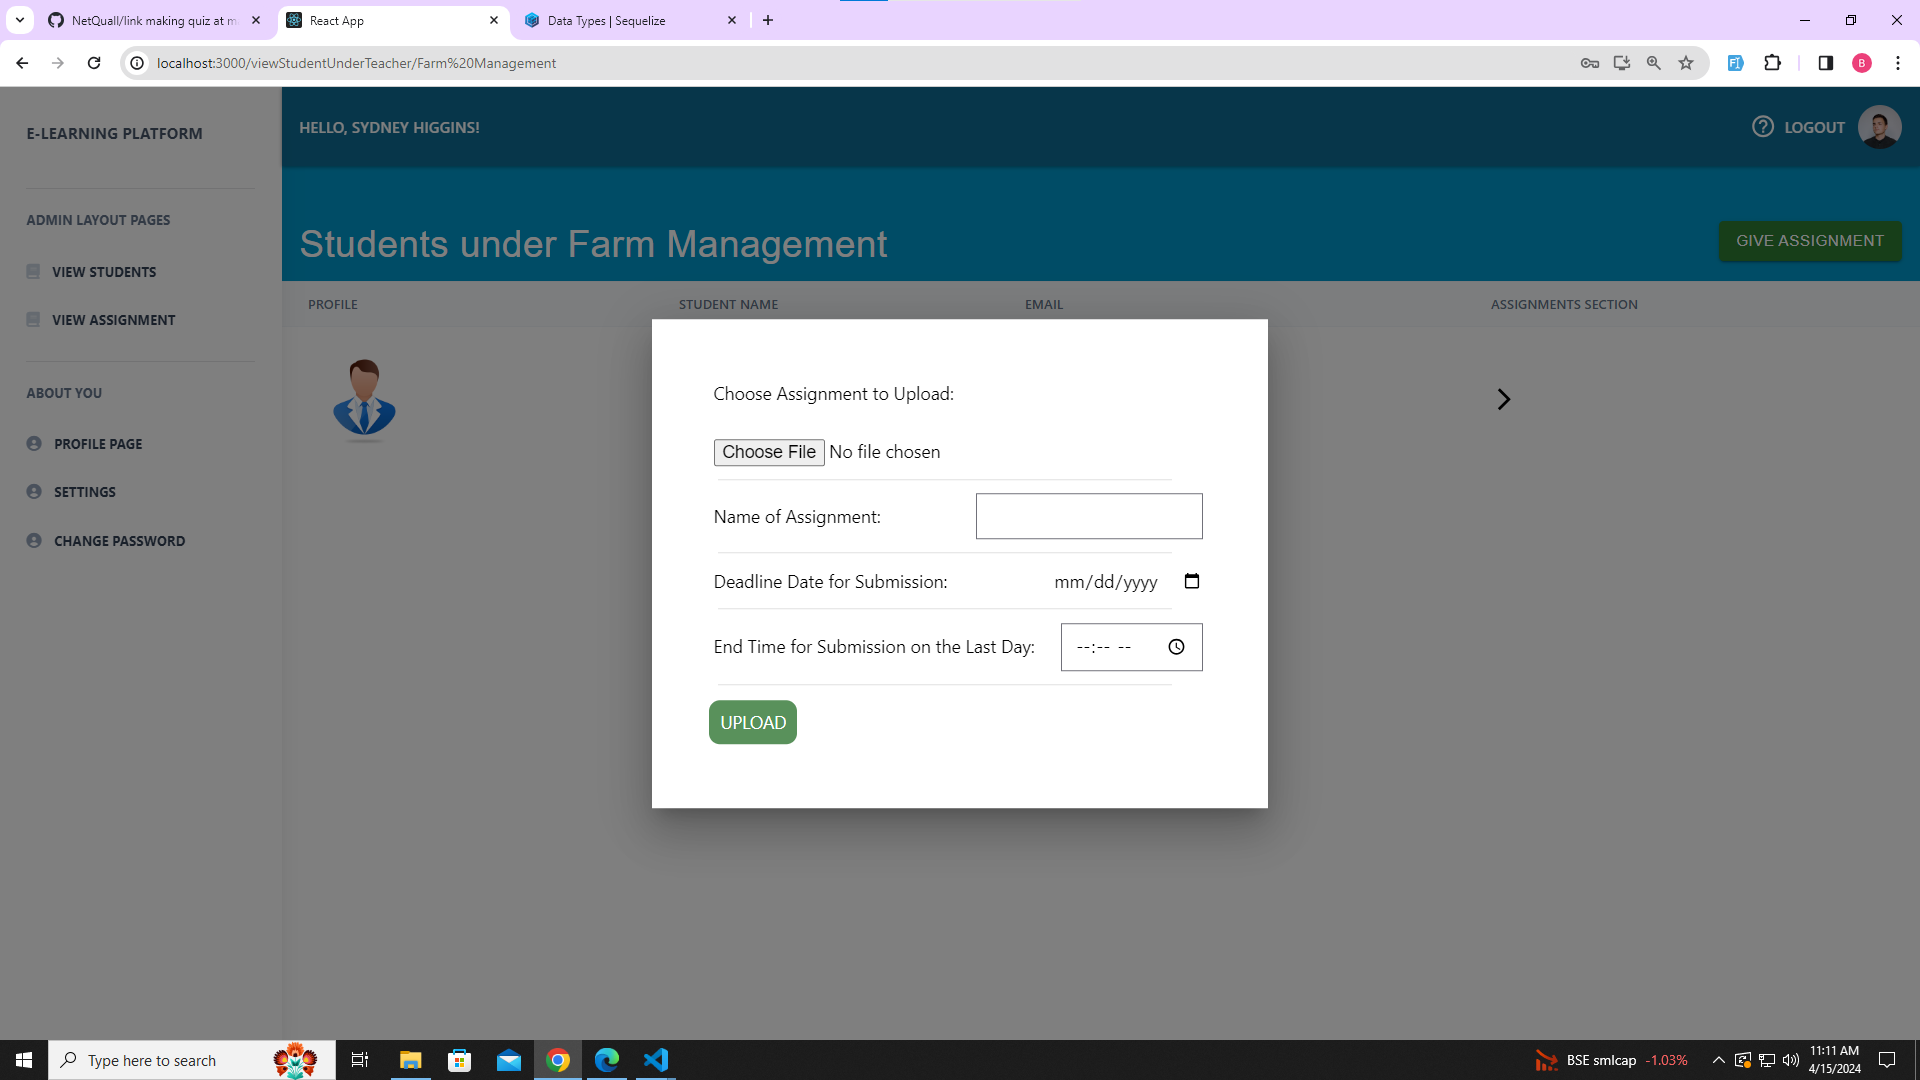 NetQuall/link making quiz at m
React App
Data Types | Sequelize
localhost:3000/viewStudentUnderTeacher/Farm%20Management
B
E-LEARNING PLATFORM
HELLO, SYDNEY HIGGINS!
LOGOUT
ADMIN LAYOUT PAGES
VIEW STUDENTS
VIEW ASSIGNMENT
ABOUT YOU
PROFILE PAGE
SETTINGS
CHANGE PASSWORD
Students under Farm Management
GIVE ASSIGNMENT
PROFILE
STUDENT NAME
EMAIL
ASSIGNMENTS SECTION
Choose Assignment to Upload:
Choose File No file chosen
Name of Assignment:
Deadline Date for Submission: mm/dd/yyyy
End Time for Submission on the Last Day: --:-- --
UPLOAD
Type here to search
BSE smlcap -1.03%
11:11 AM
4/15/2024